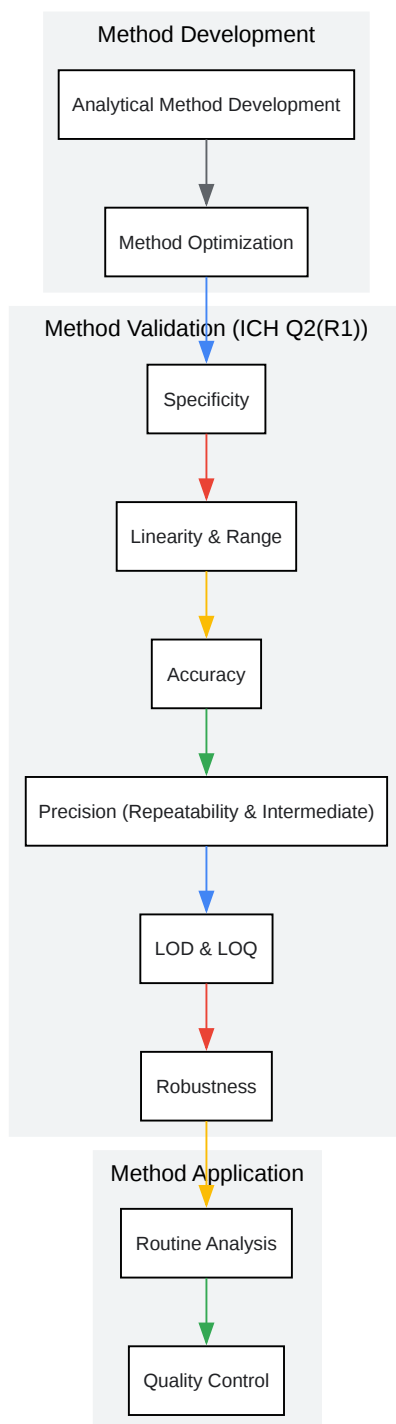 Method Development
Analytical Method Development
Method Optimization
Method Validation (ICH Q2(R1))
Specificity
Linearity & Range
Accuracy
Precision (Repeatability & Intermediate)
LOD & LOQ
Robustness
Method Application
Routine Analysis
Quality Control